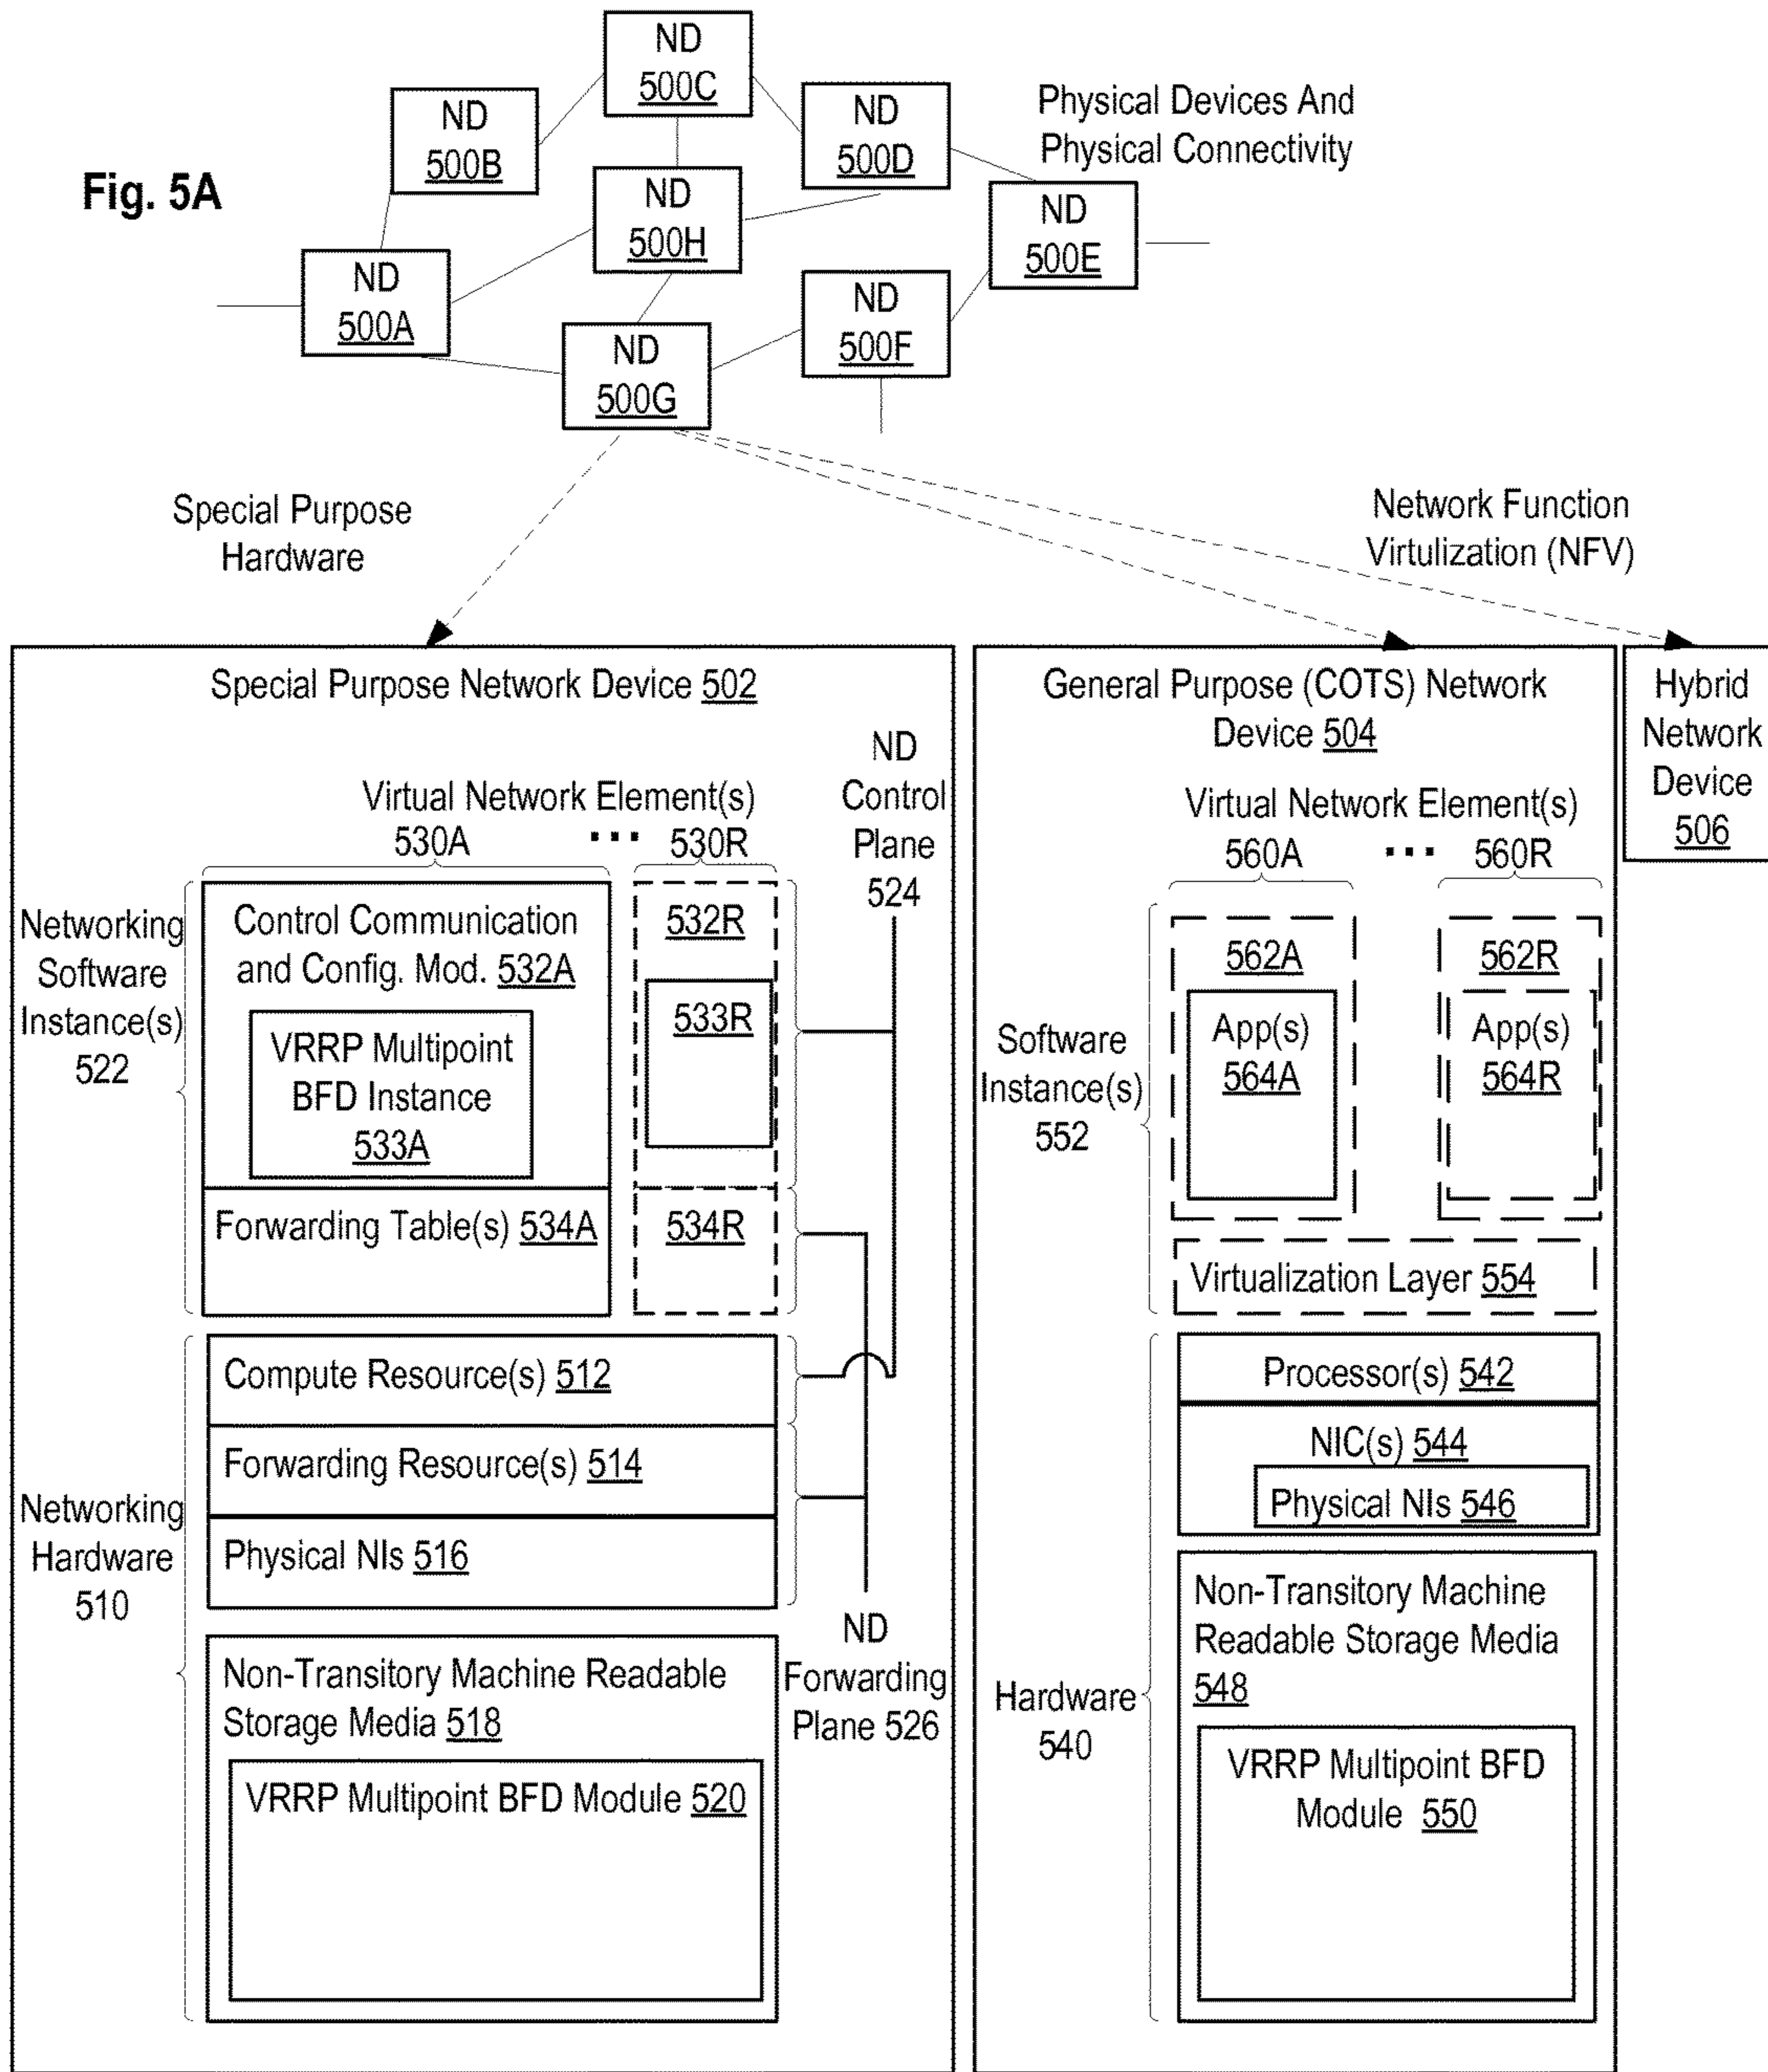 Fig. 5A
ND
500C
ND
500B
ND
500D
Physical Devices And
Physical Connectivity
ND
500H
ND
500E
ND
500A
ND
500F
ND
500G
Special Purpose
Hardware
Network Function
Virtulization (NFV)
Special Purpose Network Device 502
ND
Control
Plane
524
Virtual Network Element(s)
530A ... 530R
Networking
Software
Instance(s)
522
Control Communication
and Config. Mod. 532A
VRRP Multipoint
BFD Instance
533A
Forwarding Table(s) 534A
532R
533R
534R
Networking
Hardware
510
Compute Resource(s) 512
Forwarding Resource(s) 514
Physical NIs 516
ND
Forwarding
Plane 526
Non-Transitory Machine Readable
Storage Media 518
VRRP Multipoint BFD Module 520
General Purpose (COTS) Network
Device 504
Virtual Network Element(s)
560A ... 560R
Software
Instance(s)
552
562A
App(s)
564A
562R
App(s)
564R
Virtualization Layer 554
Hardware
540
Processor(s) 542
NIC(s) 544
Physical NIs 546
Non-Transitory Machine
Readable Storage Media
548
VRRP Multipoint BFD
Module 550
Hybrid
Network
Device
506